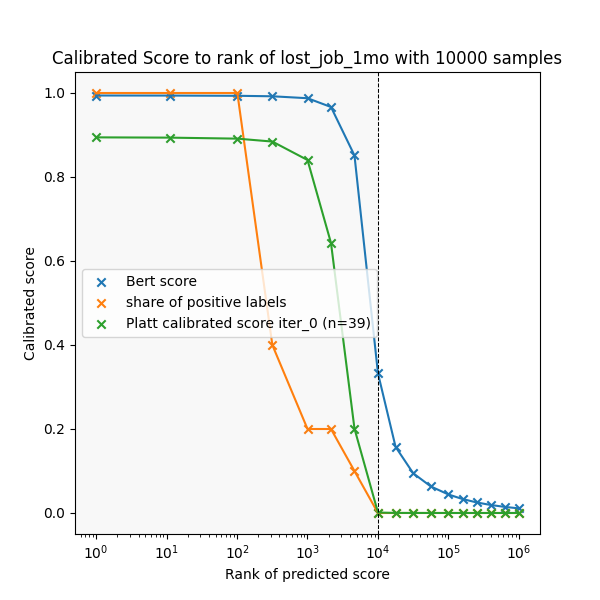 Calibrated Score to rank of lost_job_1mo with 10000 samples
1.0
0.8
0.6
0.4
0.2
0.0
Calibrated score
Bert score
share of positive labels
Platt calibrated score iter_0 (n=39)
10⁰ 10¹ 10² 10³ 10⁴ 10⁵ 10⁶
Rank of predicted score